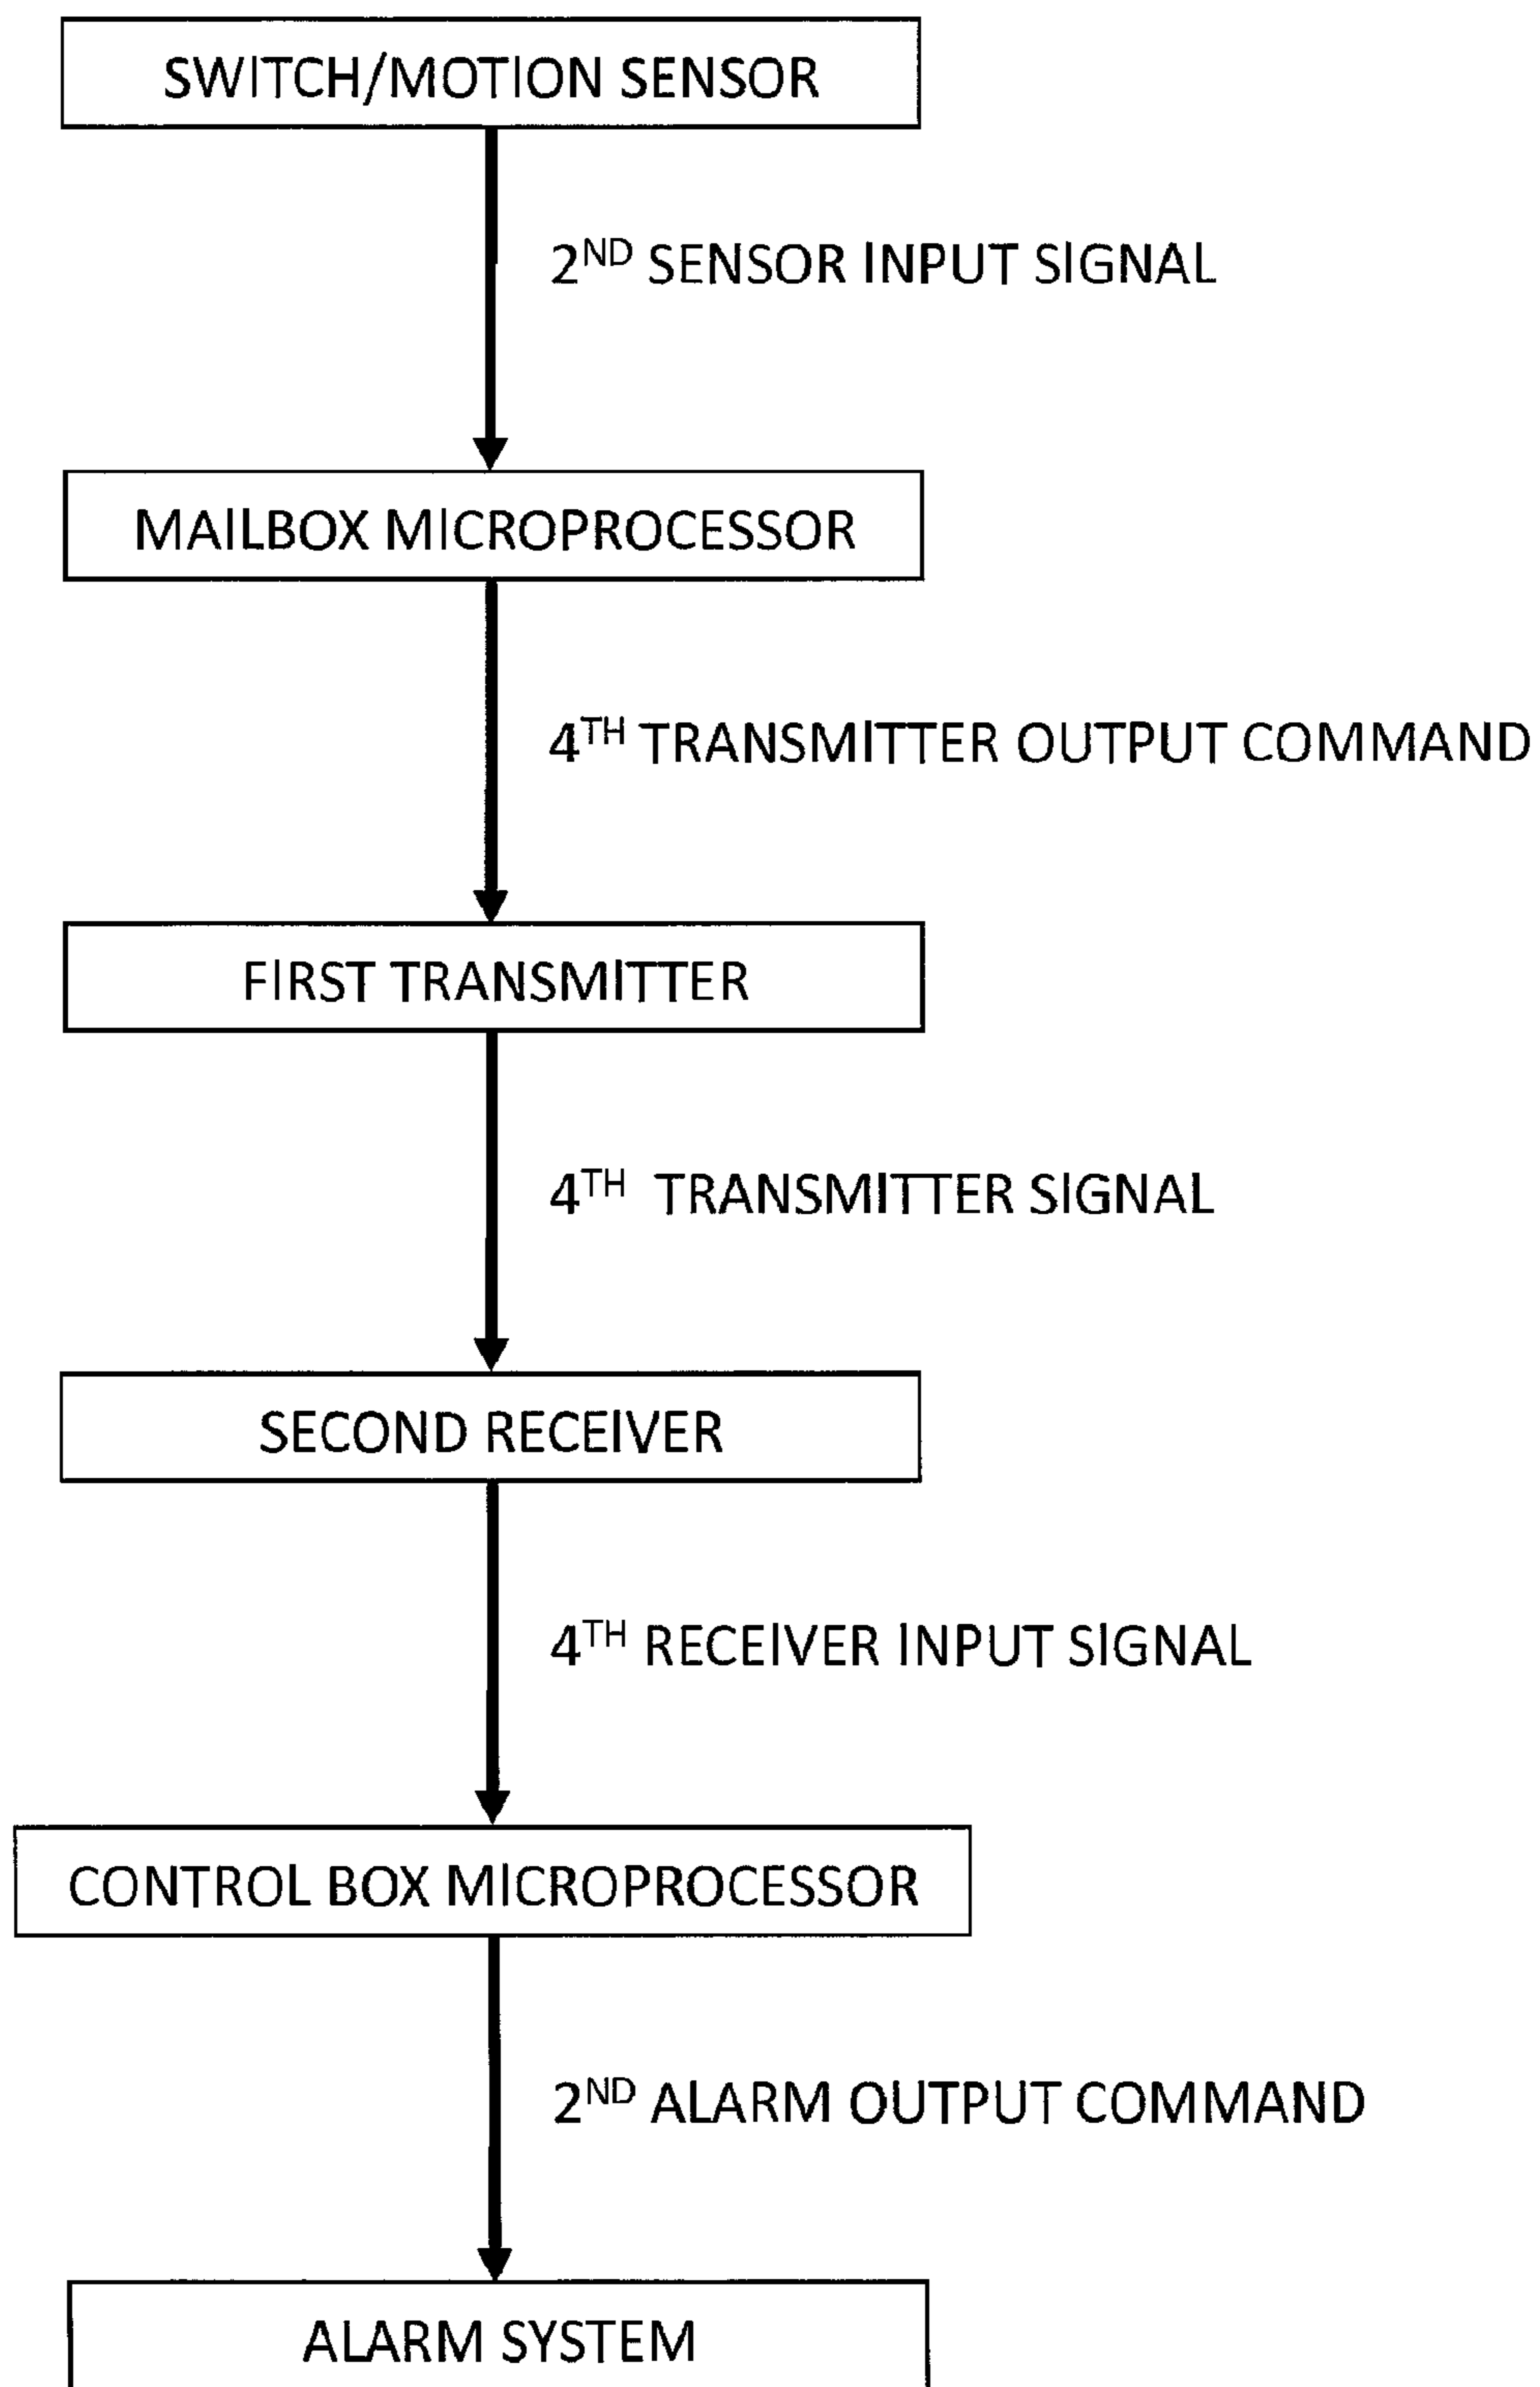 SWITCH/MOTION SENSOR
2ND SENSOR INPUT SIGNAL
MAILBOX MICROPROCESSOR
4TH TRANSMITTER OUTPUT COMMAND
FIRST TRANSMITTER
4TH TRANSMITTER SIGNAL
SECOND RECEIVER
4TH RECEIVER INPUT SIGNAL
CONTROL BOX MICROPROCESSOR
2ND ALARM OUTPUT COMMAND
ALARM SYSTEM